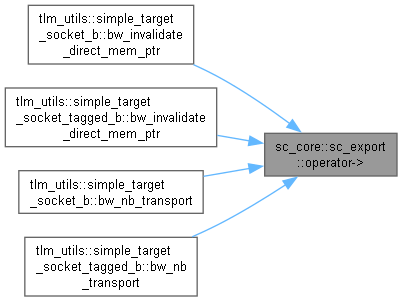 tlm_utils::simple_target
_socket_b::bw_invalidate
_direct_mem_ptr
tlm_utils::simple_target
_socket_tagged_b::bw_invalidate
_direct_mem_ptr
sc_core::sc_export
::operator->
tlm_utils::simple_target
_socket_b::bw_nb_transport
tlm_utils::simple_target
_socket_tagged_b::bw_nb
_transport